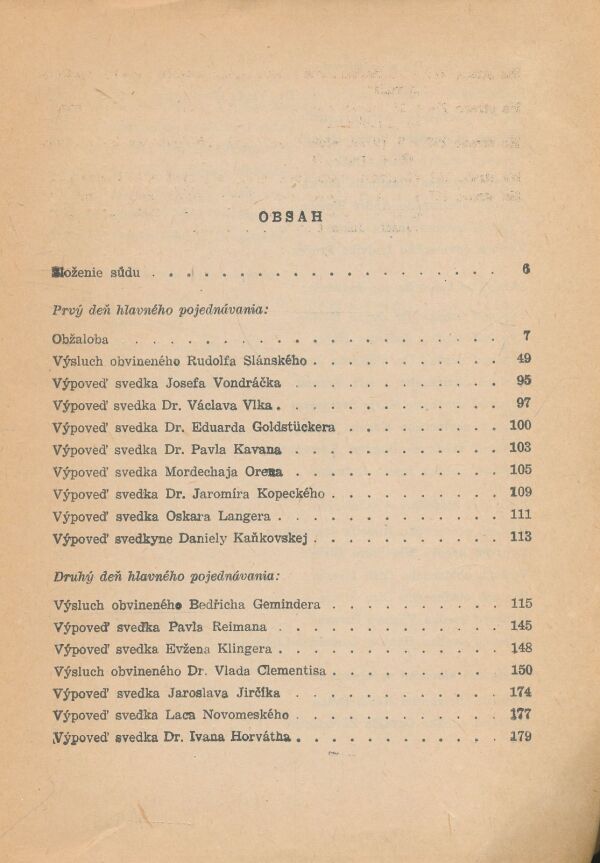 OBSAH
Zloženie súdu . . . . . . . . . . . . . . . . . . . 6
Prvý deň hlavného pojednávania:
Obžaloba . . . . . . . . . . . . . . . . . . . . 7
Výsluch obvineného Rudolfa Slánského . . . . . . . . . . 49
Výpoveď svedka Josefa Vondráčka . . . . . . . . . . . 95
Výpoveď svedka Dr. Václava Vlka . . . . . . . . . . . . 97
Výpoveď svedka Dr. Eduarda Goldstückera . . . . . . . . 100
Výpoveď svedka Dr. Pavla Kavana . . . . . . . . . . . 103
Výpoveď svedka Mordechaja Orena . . . . . . . . . . . 105
Výpoveď svedka Dr. Jaromíra Kopeckého . . . . . . . . . 109
Výpoveď svedka Oskara Langera . . . . . . . . . . . . 111
Výpoveď svedkyne Daniely Kaňkovskej . . . . . . . . . . 113
Druhý deň hlavného pojednávania:
Výsluch obvineného Bedřicha Gemindera . . . . . . . . . 115
Výpoveď svedka Pavla Reimana . . . . . . . . . . . . 145
Výpoveď svedka Evžena Klingera . . . . . . . . . . . . 148
Výsluch obvineného Dr. Vlada Clementisa . . . . . . . . . 150
Výpoveď svedka Jaroslava Jirčíka . . . . . . . . . . . 174
Výpoveď svedka Laca Novomeského . . . . . . . . . . . 177
Výpoveď svedka Dr. Ivana Horvátha . . . . . . . . . . . 179